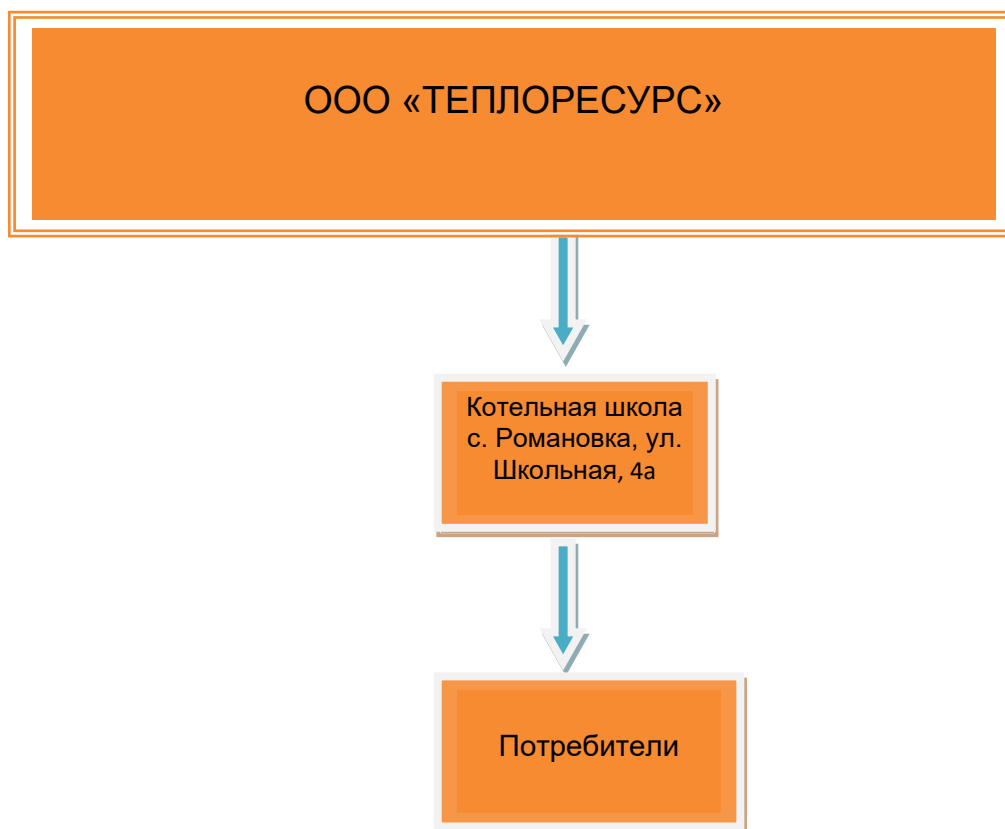 ООО «ТЕПЛОРЕСУРС»
Котельная школа
с. Романовка, ул.
Школьная, 4а
Потребители